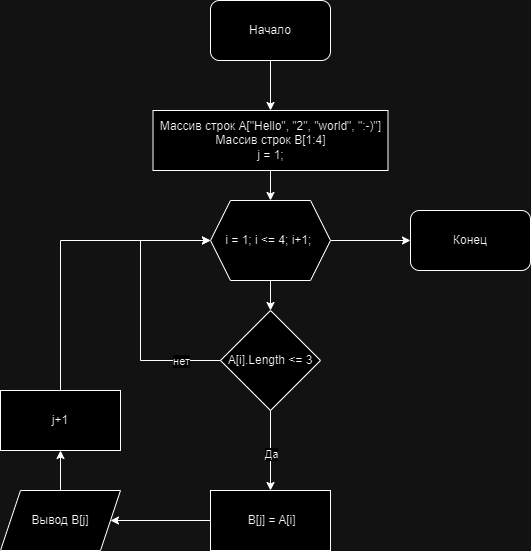 Начало
Массив строк A["Hello", "2", "world", ":-)"]
Массив строк B[1:4]
j = 1;
i = 1; i <= 4; i+1;
Конец
A[i].Length <= 3
нет
j+1
Да
Вывод B[j]
B[j] = A[i]